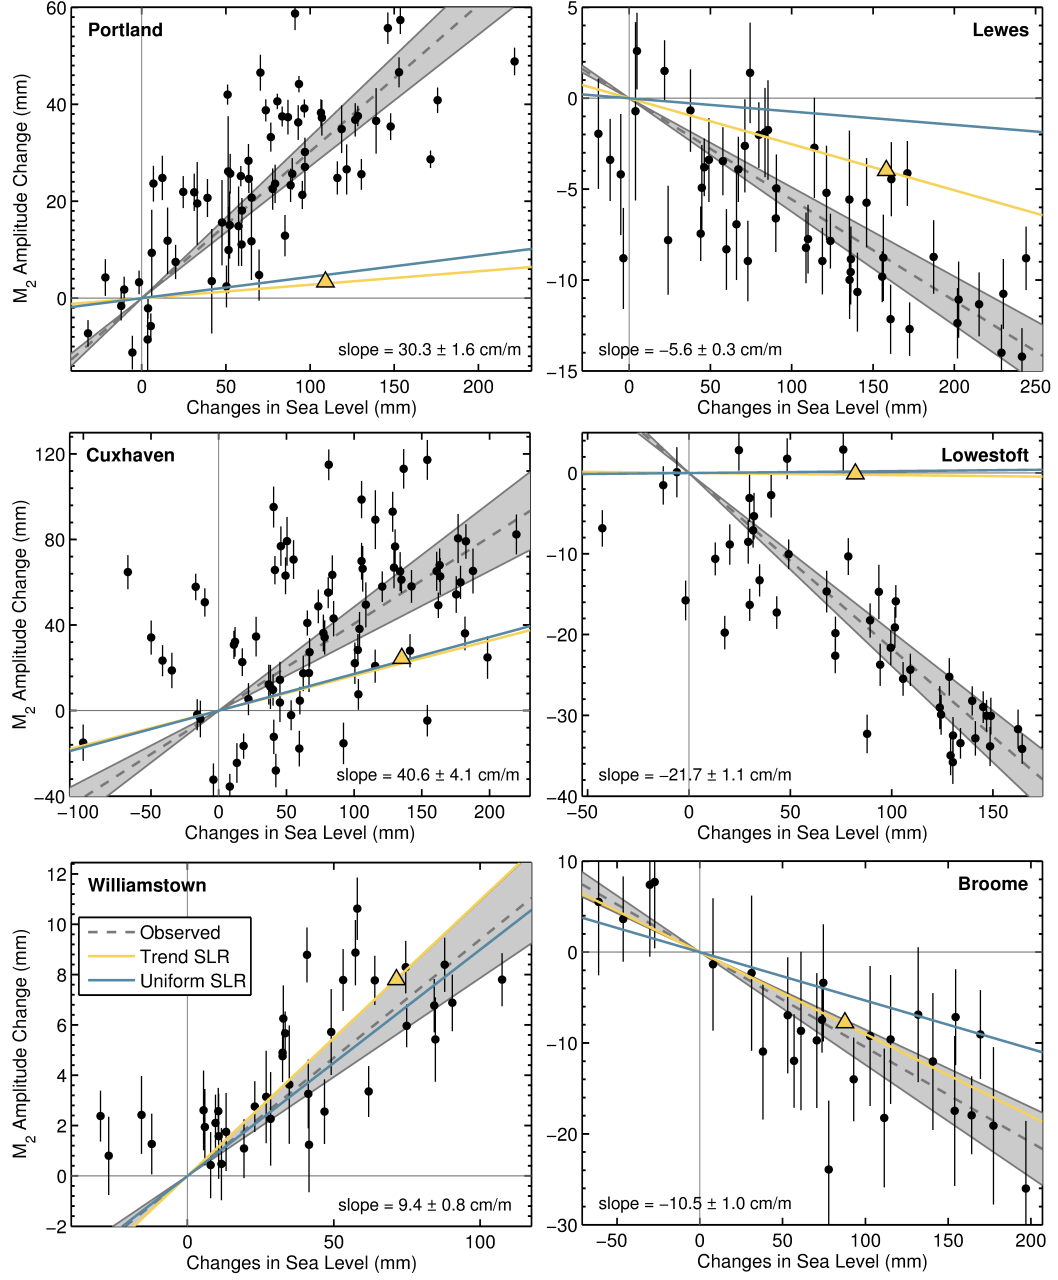 Portland
M2 Amplitude Change (mm)
60
40
20
0
slope = 30.3 ± 1.6 cm/m
0 50 100 150 200
Changes in Sea Level (mm)
Lewes
5
0
−5
−10
−15
slope = −5.6 ± 0.3 cm/m
0 50 100 150 200 250
Changes in Sea Level (mm)
Cuxhaven
M2 Amplitude Change (mm)
120
80
40
0
−40
slope = 40.6 ± 4.1 cm/m
−100 −50 0 50 100 150 200
Changes in Sea Level (mm)
Lowestoft
0
−10
−20
−30
−40
slope = −21.7 ± 1.1 cm/m
−50 0 50 100 150
Changes in Sea Level (mm)
Williamstown
M2 Amplitude Change (mm)
12
10
8
6
4
2
0
−2
Observed
Trend SLR
Uniform SLR
slope = 9.4 ± 0.8 cm/m
0 50 100
Changes in Sea Level (mm)
Broome
10
0
−10
−20
−30
slope = −10.5 ± 1.0 cm/m
−50 0 50 100 150 200
Changes in Sea Level (mm)